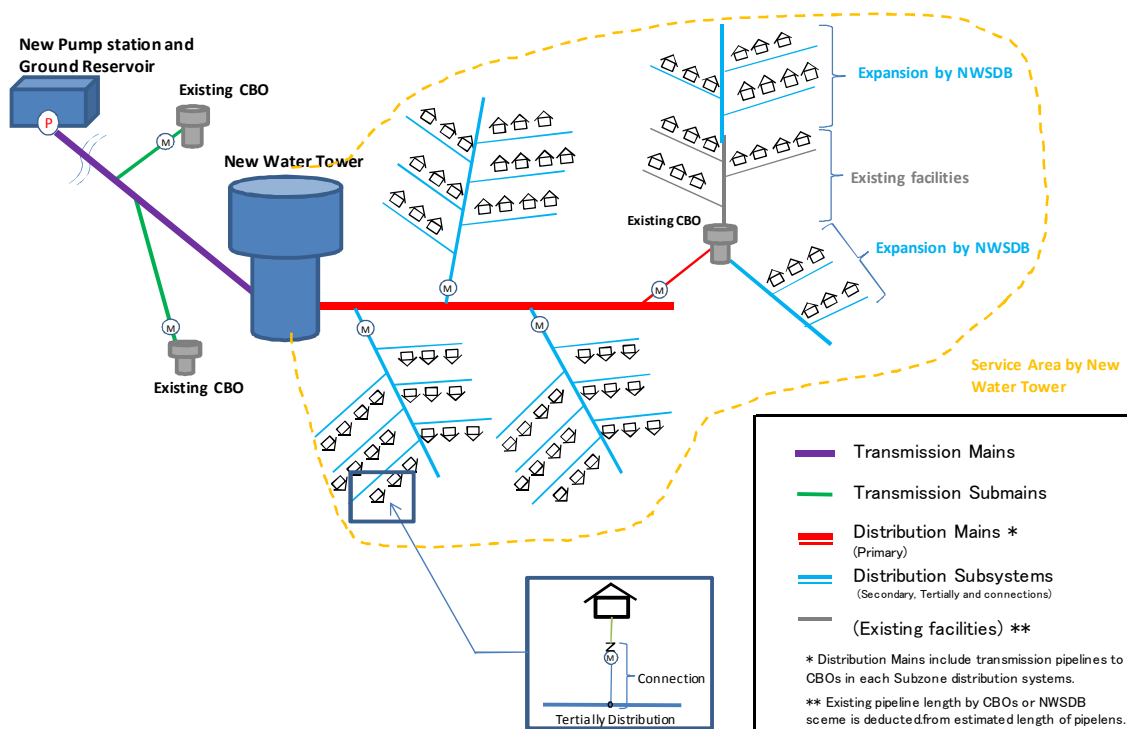 New Pump station and
Ground Reservoir
P
Existing CBO
M
New Water Tower
M
Existing CBO
Expansion by NWSDB
Existing facilities
Existing CBO
Expansion by NWSDB
M
M
M
M
Service Area by New
Water Tower
Transmission Mains
Transmission Submains
Distribution Mains *
(Primary)
Distribution Subsystems
(Secondary, Tertially and connections)
(Existing facilities) **
* Distribution Mains include transmission pipelines to
CBOs in each Subzone distribution systems.
** Existing pipeline length by CBOs or NWSDB
sceme is deducted.from estimated length of pipelens.
M
Connection
Tertially Distribution